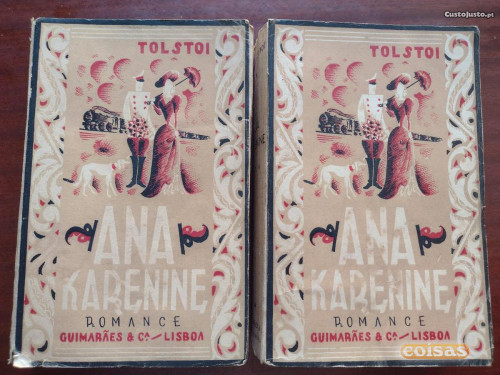 CustoJusto.pt
TOLSTOI
ANA
KARENINE
ROMANCE
GUIMARÃES & Cª - LISBOA
TOLSTOI
ANA
KARENINE
ROMANCE
GUIMARÃES & Cª - LISBOA
coisas